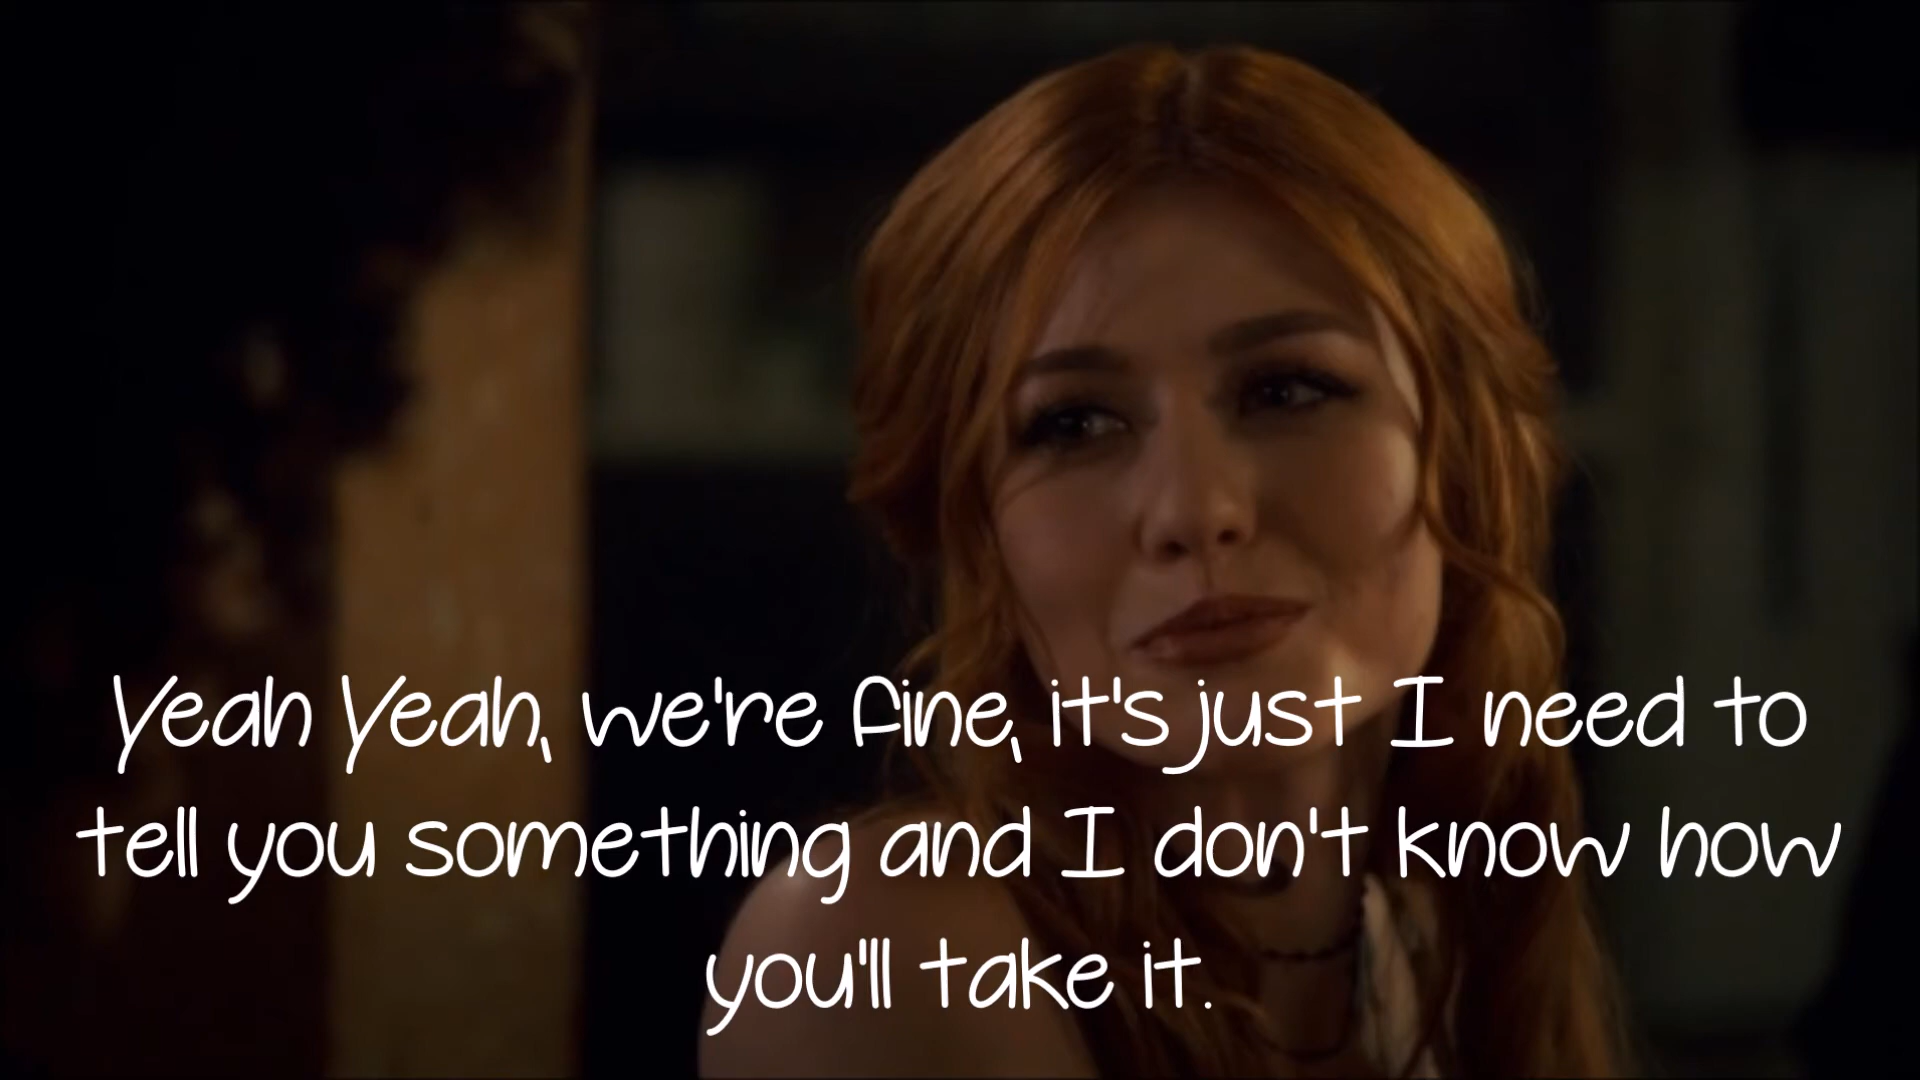 Yeah Yeah, we're fine, it's just I need to
tell you something and I don't know how
you'll take it.